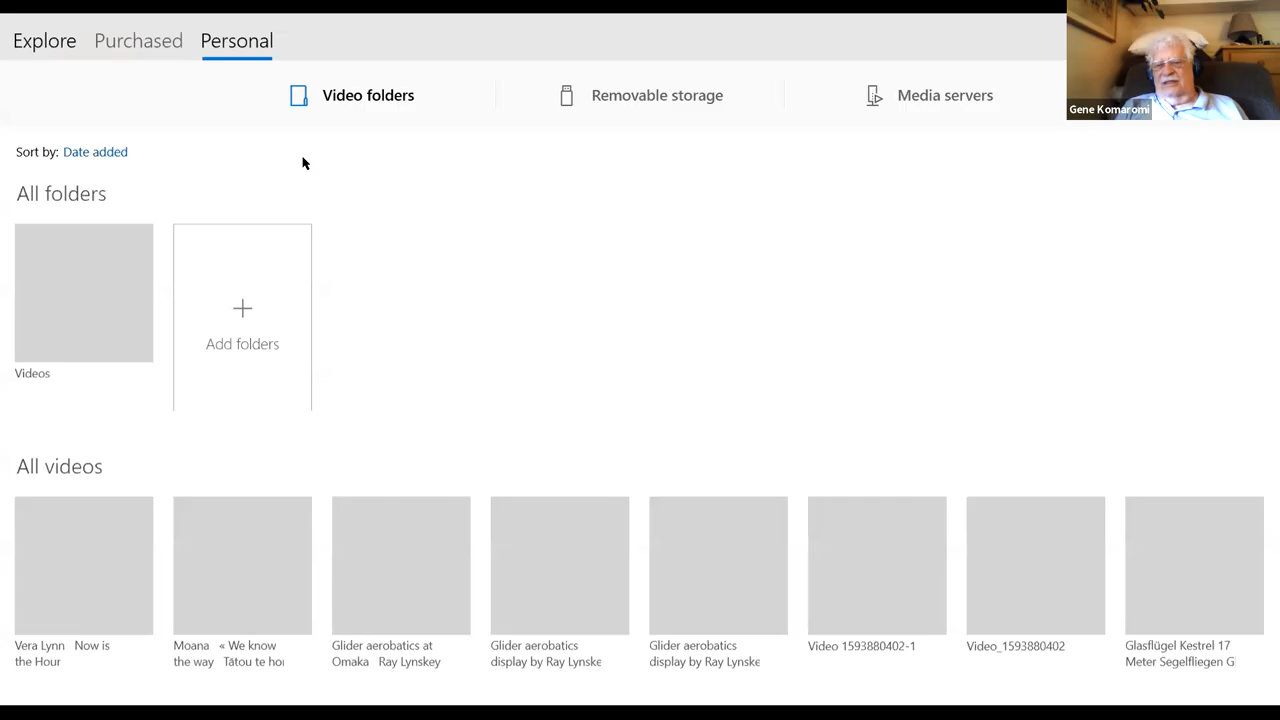 Explore Purchased Personal
Gene Komaromi
Video folders
Removable storage
Media servers
Sort by: Date added
All folders
Add folders
Videos
All videos
Vera Lynn Now is
the Hour
Moana « We know
the way Tātou te hoı
Glider aerobatics at
Omaka Ray Lynskey
Glider aerobatics
display by Ray Lynske
Glider aerobatics
display by Ray Lynske
Video 1593880402-1
Video_1593880402
Glasflügel Kestrel 17
Meter Segelfliegen G